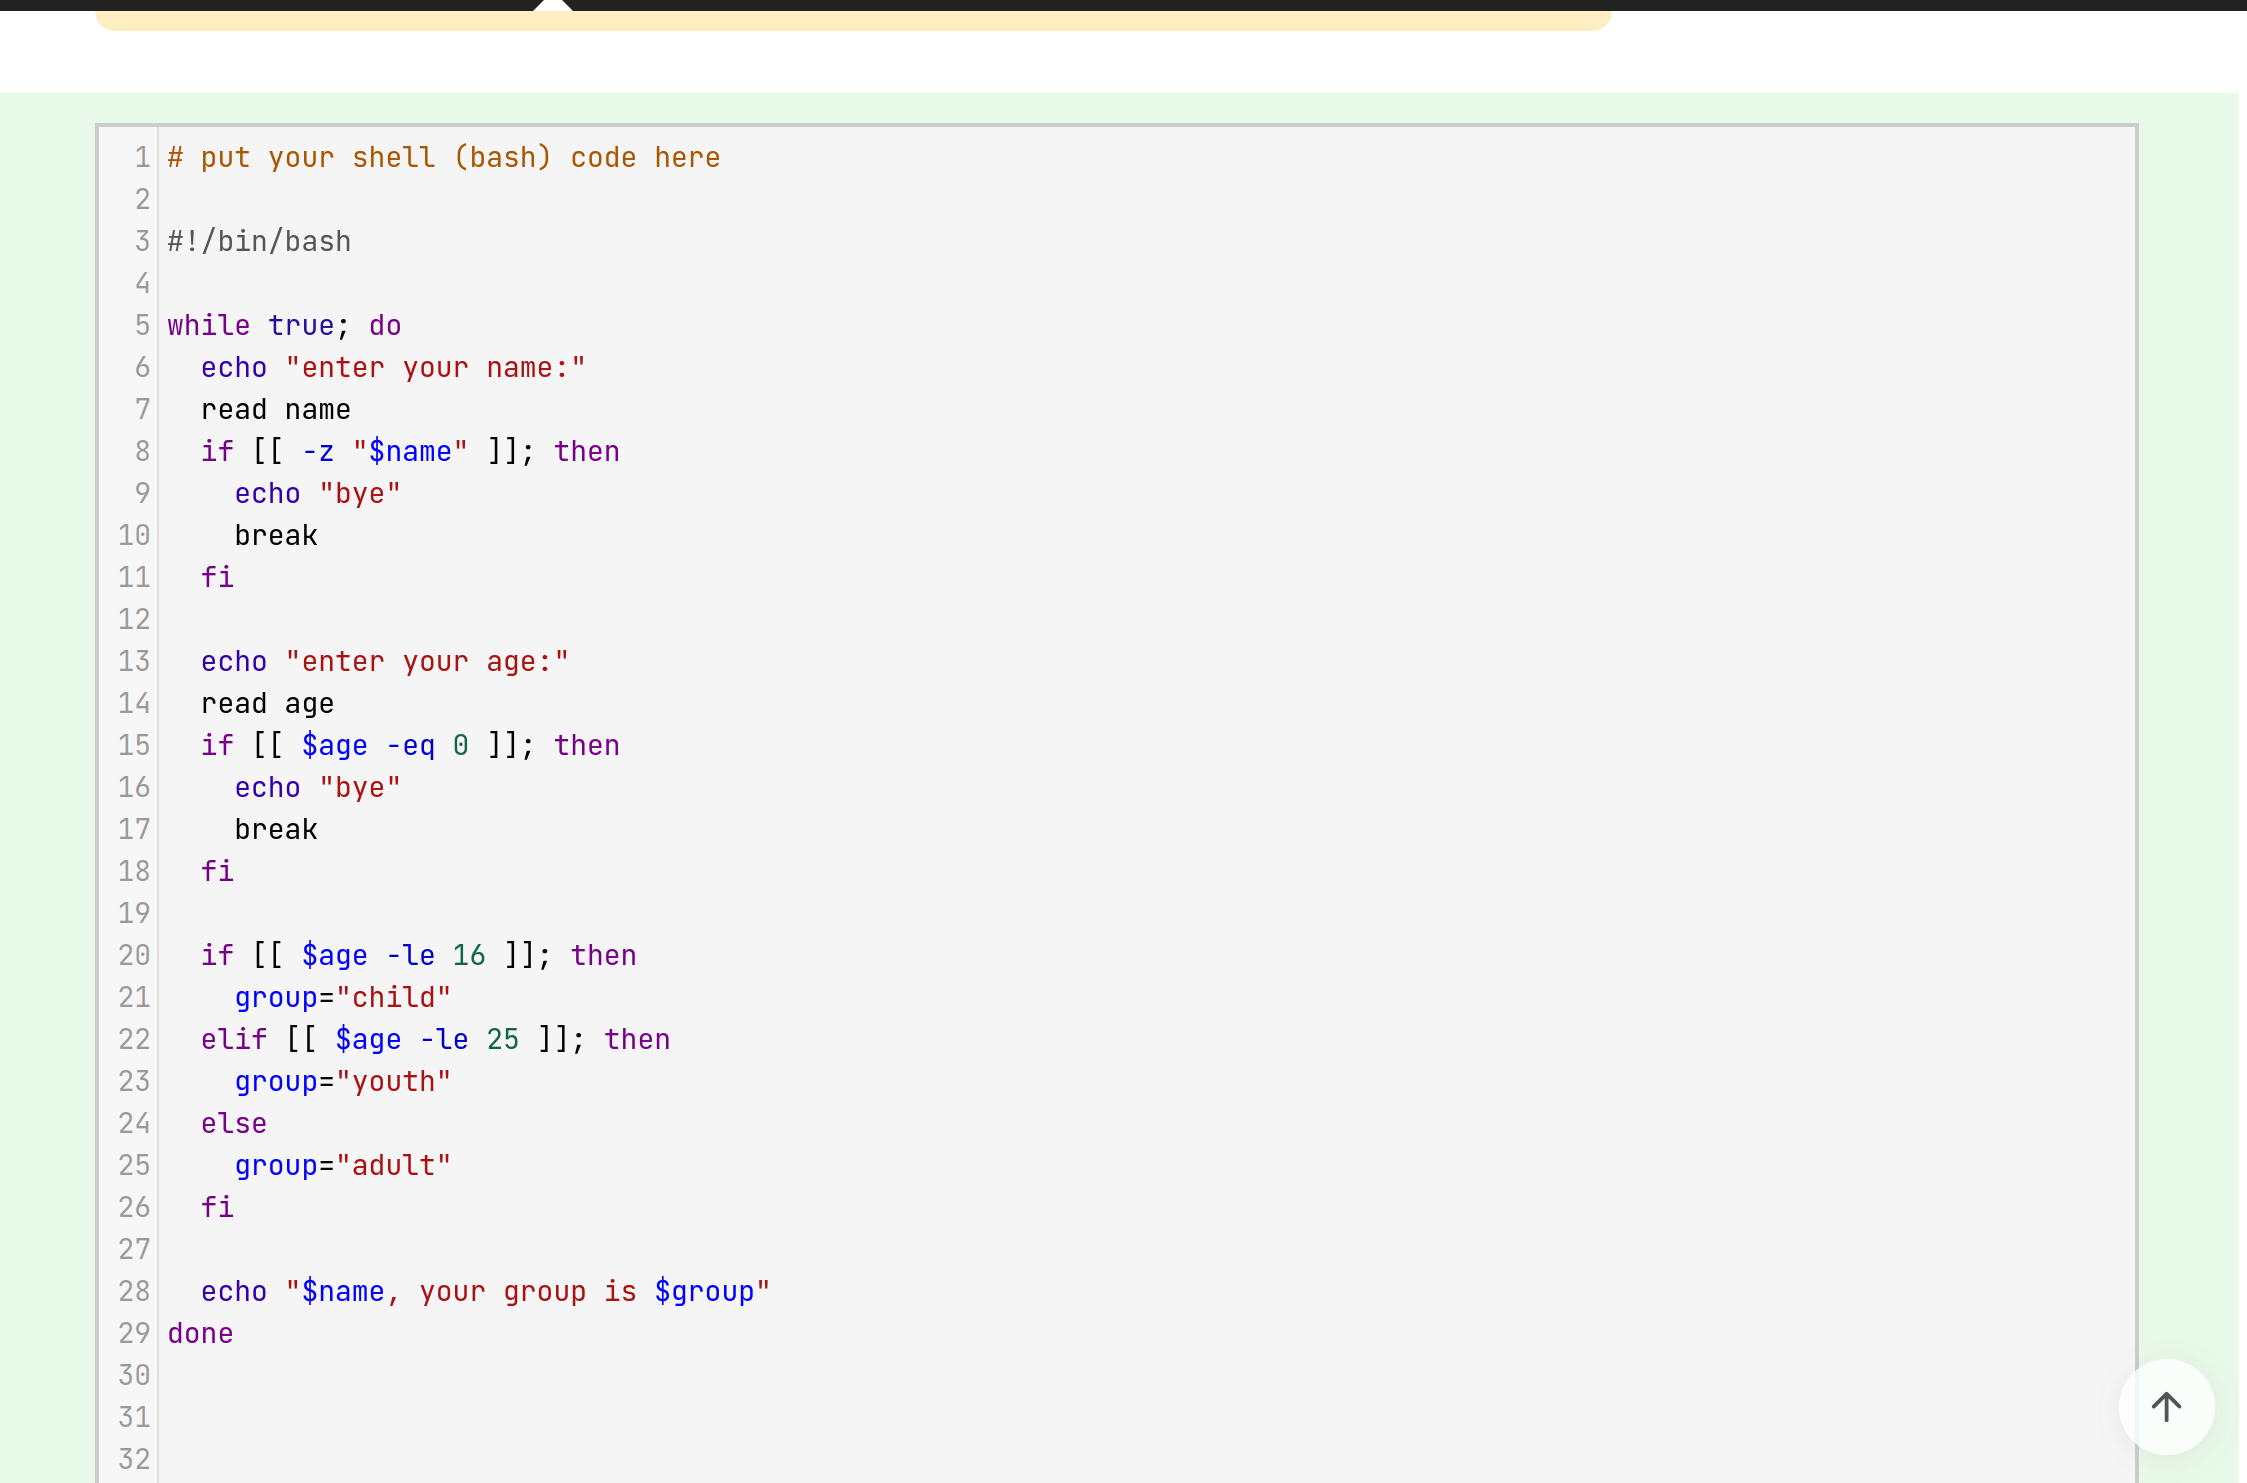 1 # put your shell (bash) code here
2
3 #!/bin/bash
4
5 while true; do
6   echo "enter your name:"
7   read name
8   if [[ -z "$name" ]]; then
9     echo "bye"
10     break
11   fi
12
13   echo "enter your age:"
14   read age
15   if [[ $age -eq 0 ]]; then
16     echo "bye"
17     break
18   fi
19
20   if [[ $age -le 16 ]]; then
21     group="child"
22   elif [[ $age -le 25 ]]; then
23     group="youth"
24   else
25     group="adult"
26   fi
27
28   echo "$name, your group is $group"
29 done
30
31
32